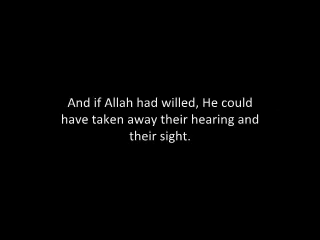 And if Allah had willed, He could
have taken away their hearing and
their sight.